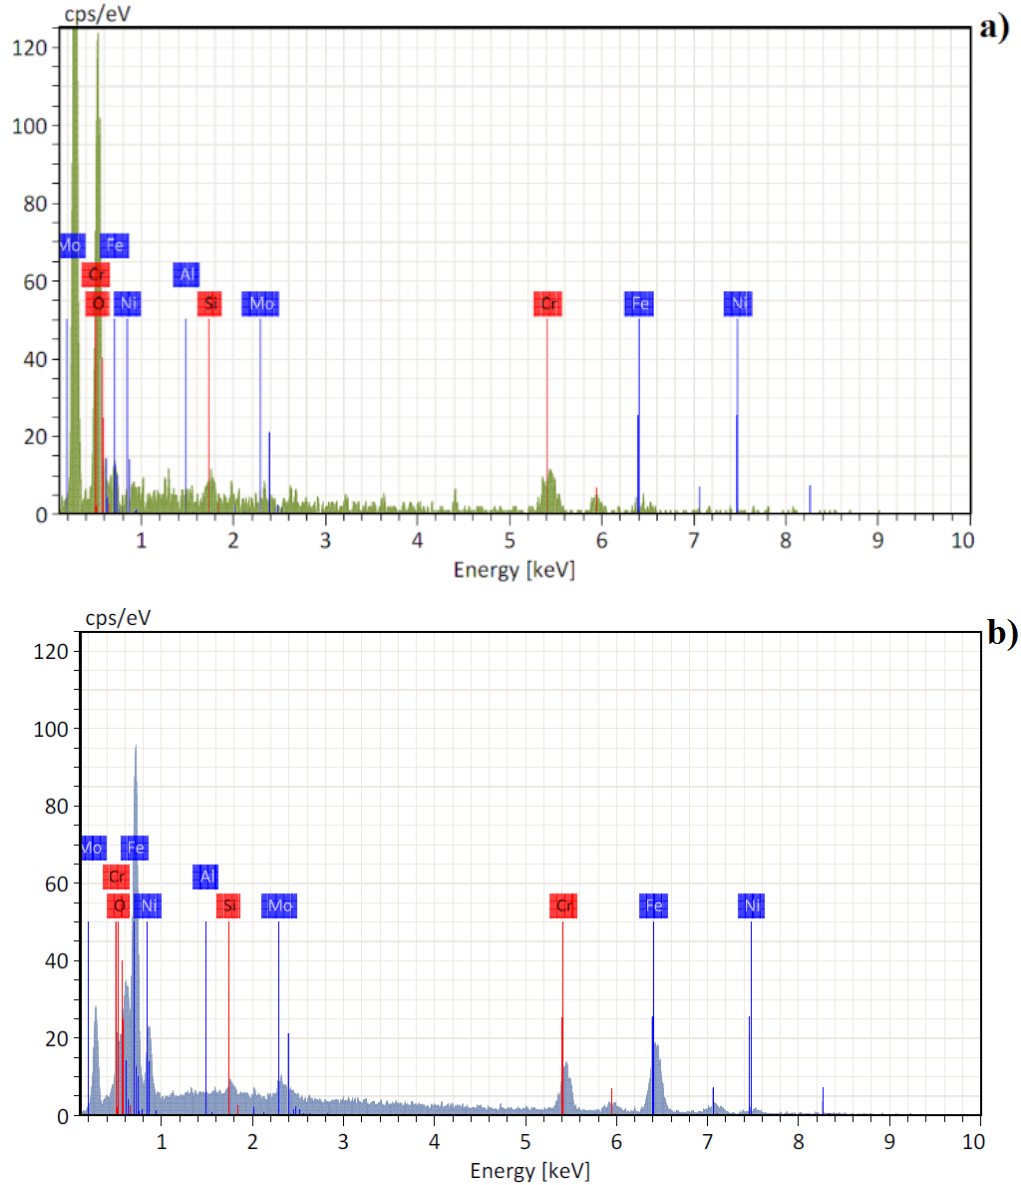 cps/eV
a)
120
100
80
60
40
20
0
Mo Fe
Cr Al
O Ni Si Mo Cr Fe Ni
1 2 3 4 5 6 7 8 9 10
Energy [keV]
cps/eV
b)
120
100
80
60
40
20
0
Mo Fe
Cr Al
O Ni Si Mo Cr Fe Ni
1 2 3 4 5 6 7 8 9 10
Energy [keV]